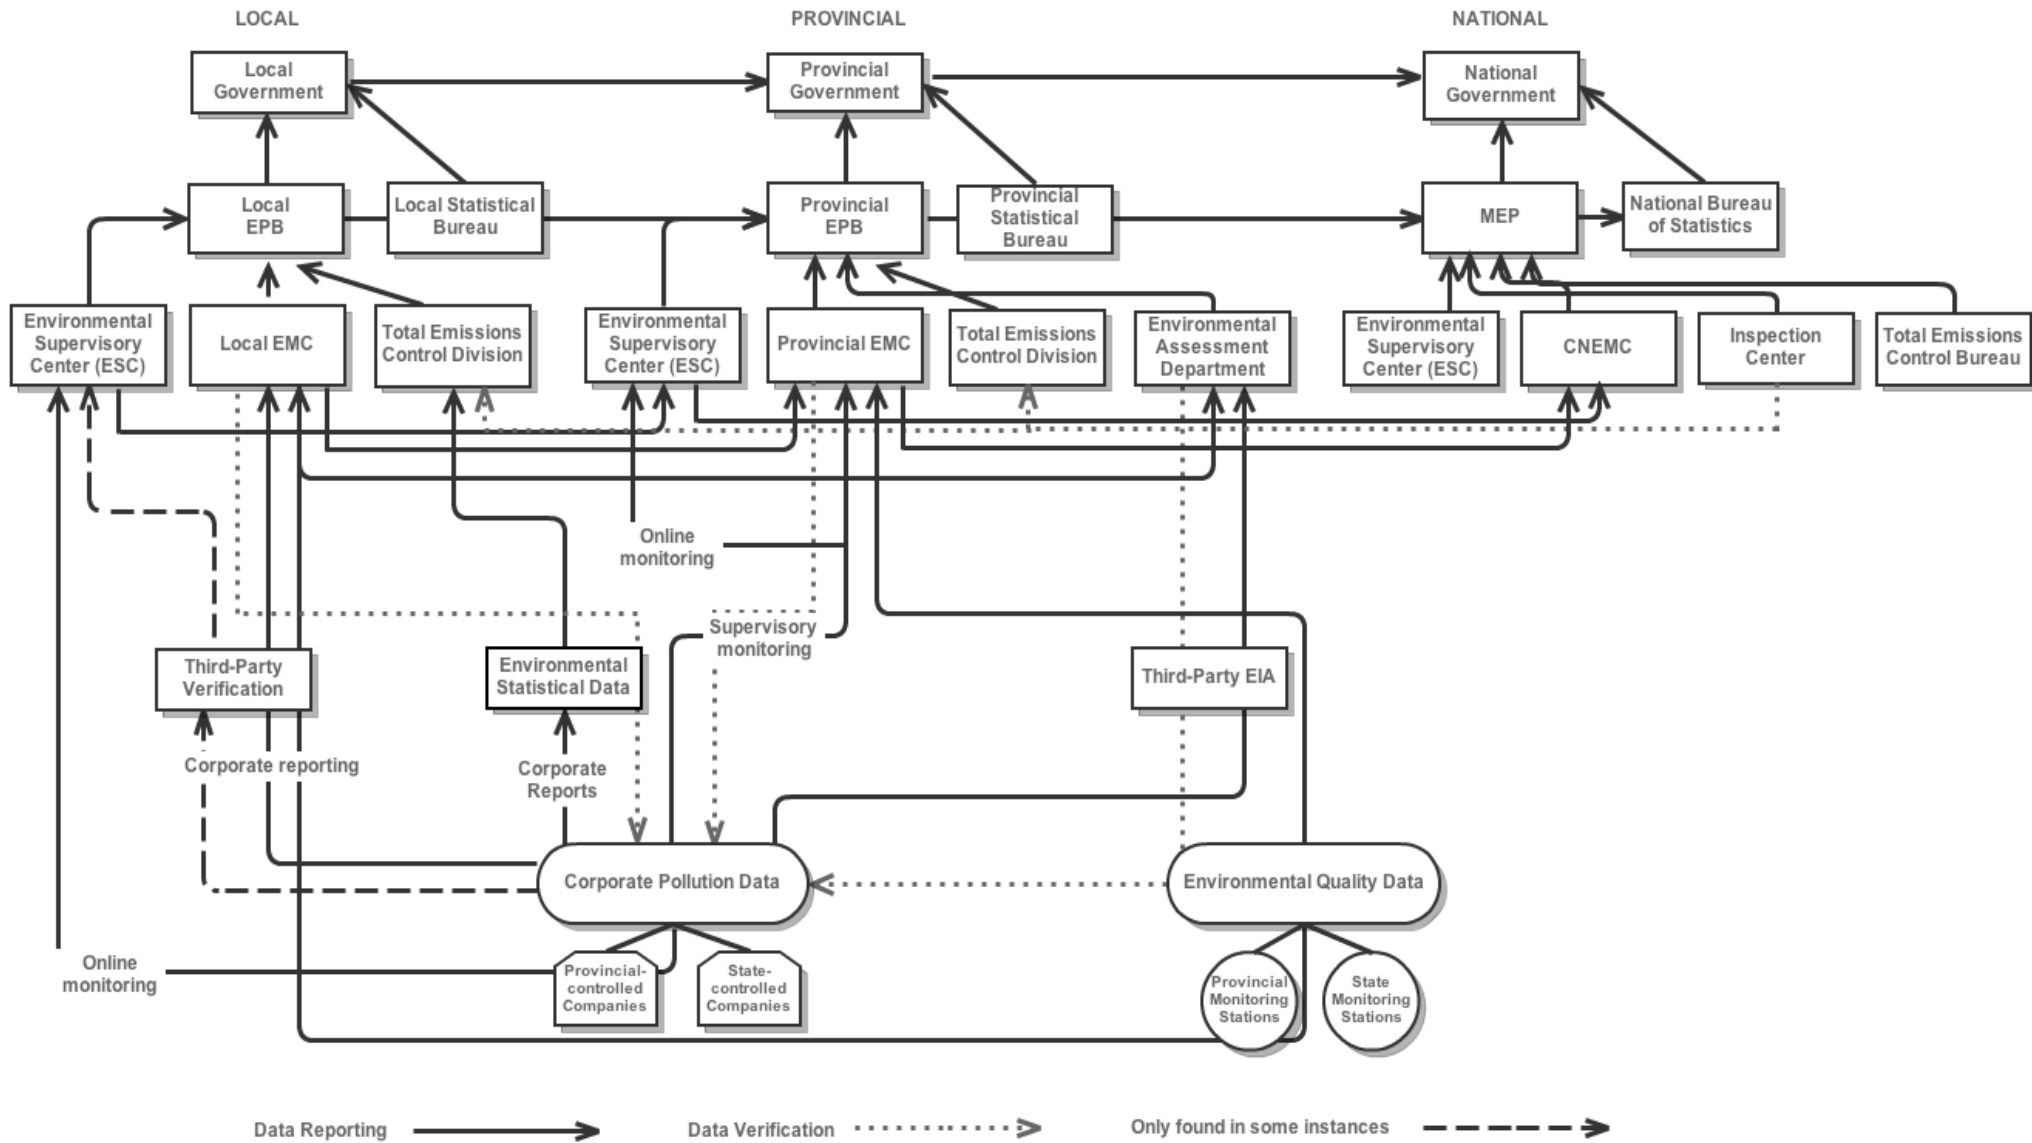 LOCAL
PROVINCIAL
NATIONAL
Local
Government
Provincial
Government
National
Government
Local
EPB
Local Statistical
Bureau
Provincial
EPB
Provincial
Statistical
Bureau
MEP
National Bureau
of Statistics
Environmental
Supervisory
Center (ESC)
Local EMC
Total Emissions
Control Division
Environmental
Supervisory
Center (ESC)
Provincial EMC
Total Emissions
Control Division
Environmental
Assessment
Department
Environmental
Supervisory
Center (ESC)
CNEMC
Inspection
Center
Total Emissions
Control Bureau
Online
monitoring
Supervisory
monitoring
Third-Party
Verification
Environmental
Statistical Data
Third-Party EIA
Corporate reporting
Corporate
Reports
Corporate Pollution Data
Environmental Quality Data
Online
monitoring
Provincial-
controlled
Companies
State-
controlled
Companies
Provincial
Monitoring
Stations
State
Monitoring
Stations
Data Reporting
Data Verification
Only found in some instances